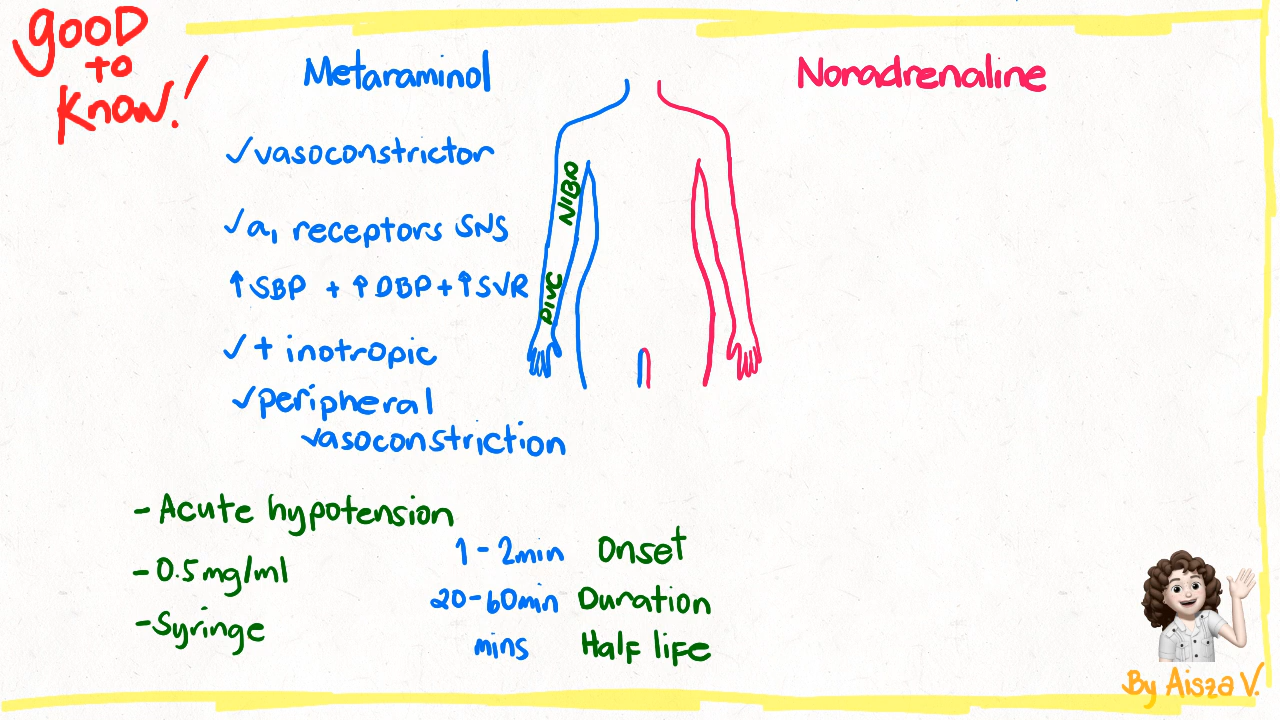 good
to
know!
Metaraminol
Noradrenaline
✓vasoconstrictor
NIBP
✓a₁ receptors SNS
↑SBP + ↑DBP+↑SVR
PIVC
✓+ inotropic
✓peripheral
vasoconstriction
- Acute hypotension
1-2min Onset
- 0.5mg/ml
20-60min Duration
-Syringe
mins Half life
By Aisza V.